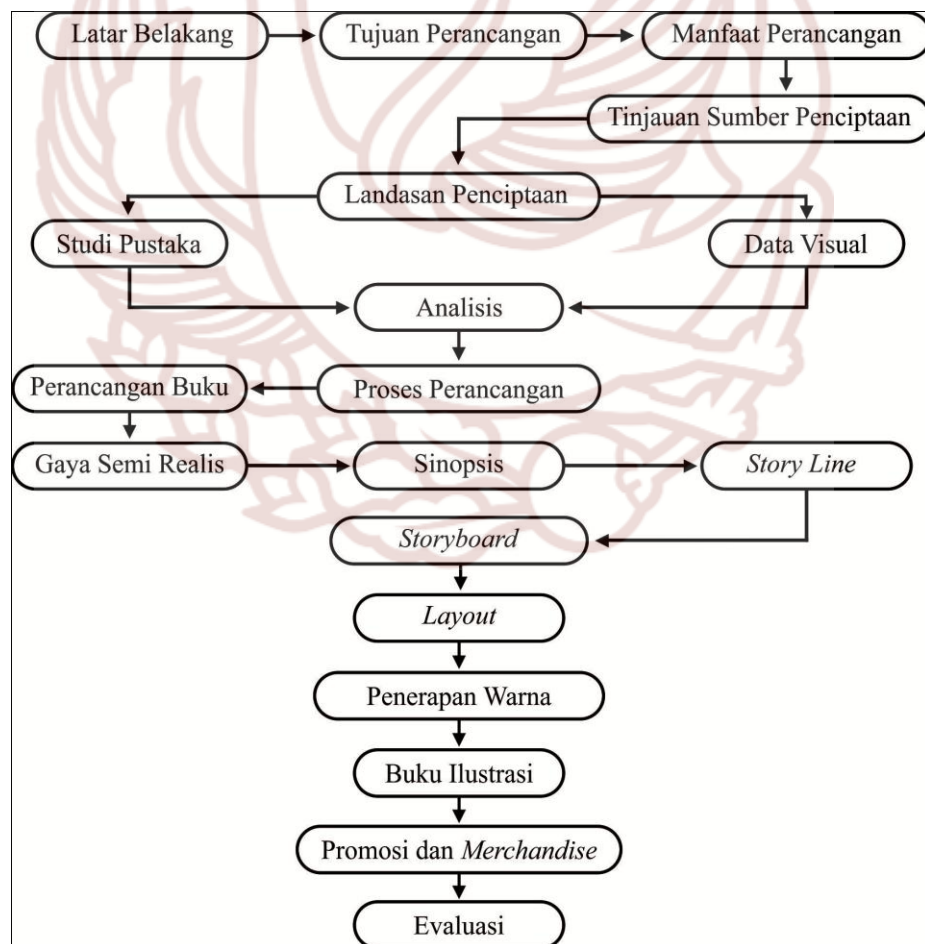 Latar Belakang
Tujuan Perancangan
Manfaat Perancangan
Tinjauan Sumber Penciptaan
Landasan Penciptaan
Studi Pustaka
Data Visual
Analisis
Perancangan Buku
Proses Perancangan
Gaya Semi Realis
Sinopsis
Story Line
Storyboard
Layout
Penerapan Warna
Buku Ilustrasi
Promosi dan Merchandise
Evaluasi